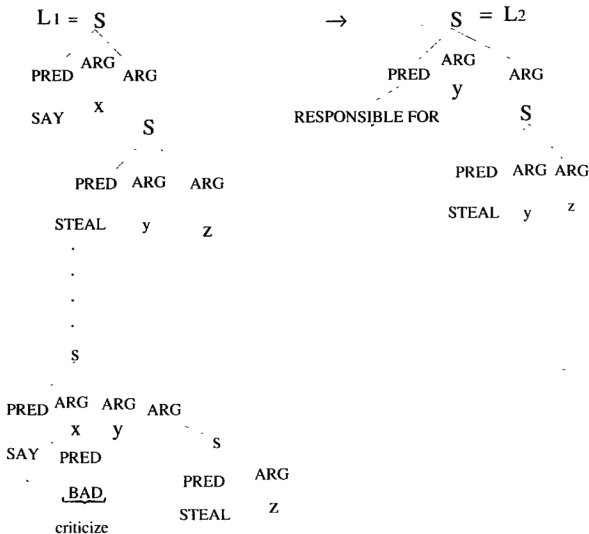 L1 = S → S = L2
PRED ARG ARG PRED ARG ARG
SAY x RESPONSIBLE FOR y
S S
PRED ARG ARG PRED ARG ARG
STEAL y z STEAL y z
S
PRED ARG ARG ARG
x y
SAY PRED S
BAD PRED ARG
criticize STEAL z